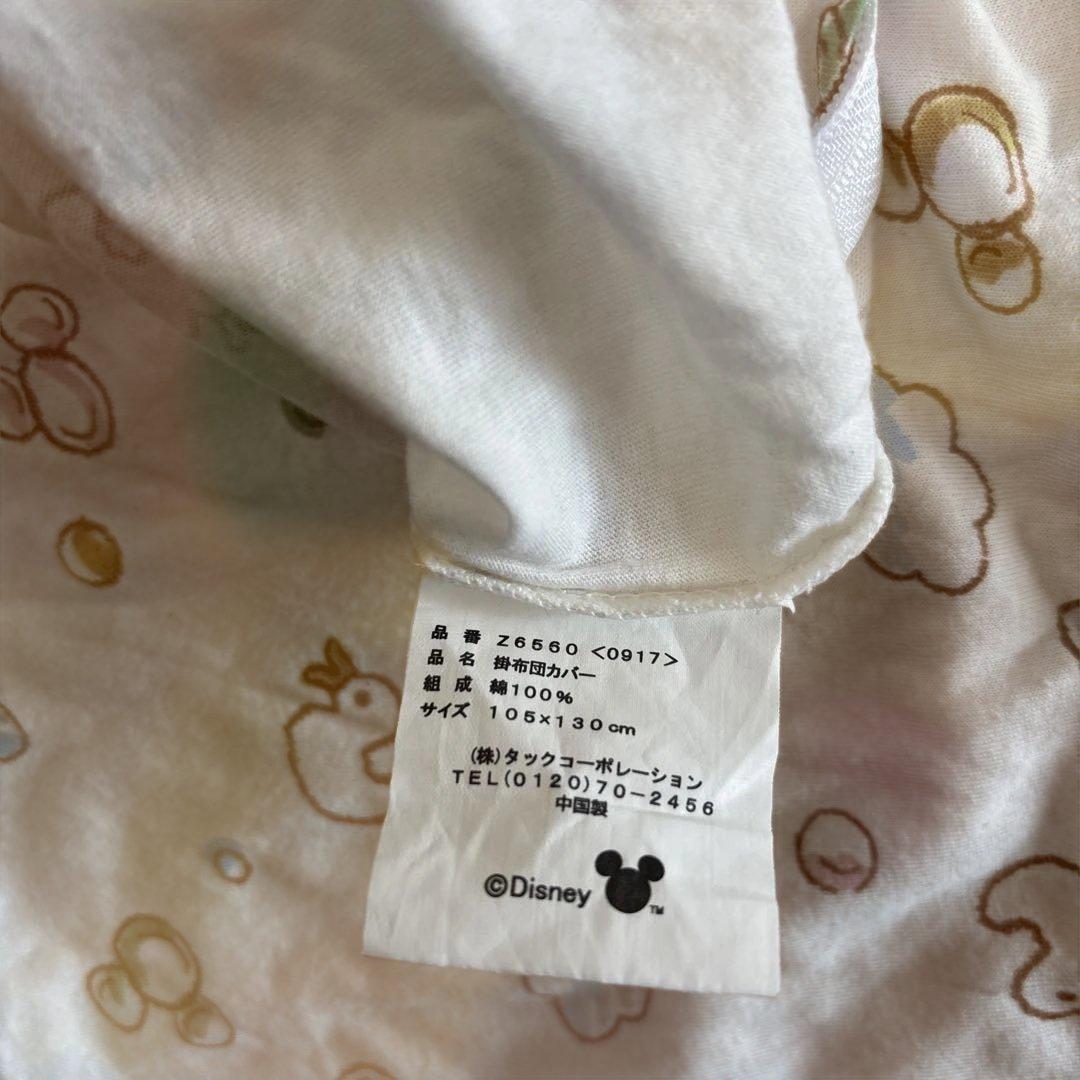 品 番 Z6560 <0917>
品 名 掛布団カバー
組 成 綿100%
サイズ 105×130cm
(株)タックコーポレーション
TEL(0120)70-2456
中国製
©Disney TM